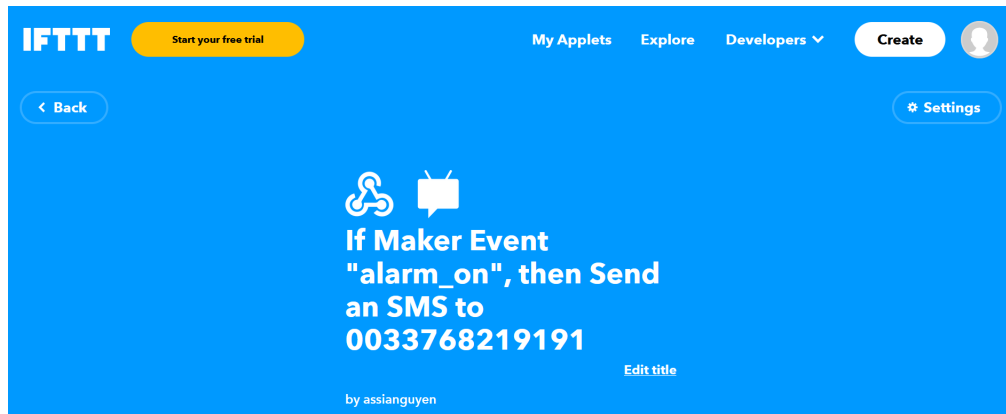 IFTTT Start your free trial My Applets Explore Developers Create
Back Settings
If Maker Event
"alarm_on", then Send
an SMS to
0033768219191
Edit title
by assianguyen